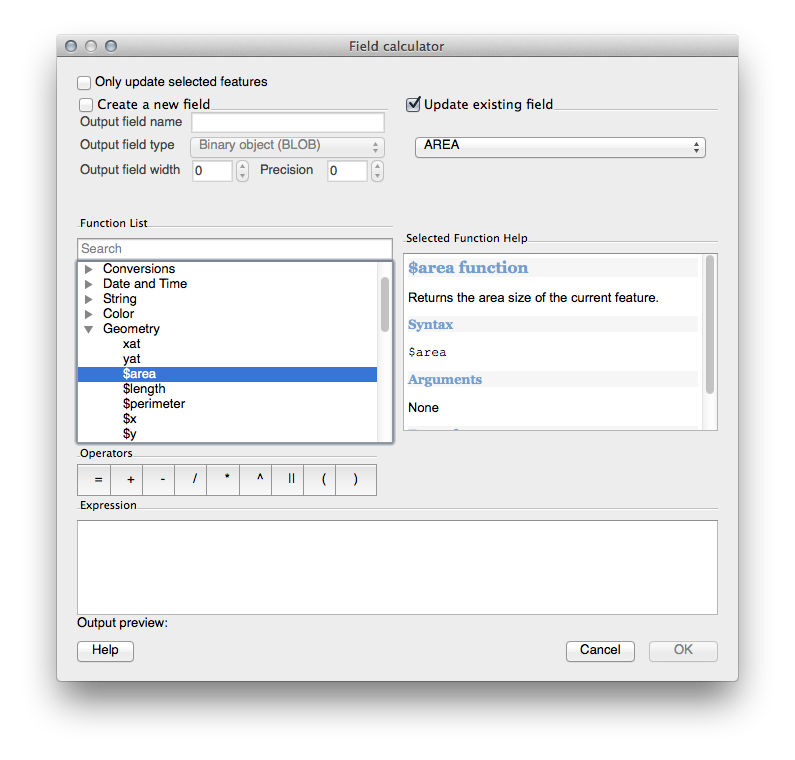 Field calculator
Only update selected features
Create a new field
Output field name
Output field type Binary object (BLOB)
Output field width 0 Precision 0
Update existing field
AREA
Function List
Search
Conversions
Date and Time
String
Color
Geometry
xat
yat
$area
$length
$perimeter
$x
$y
Selected Function Help
$area function
Returns the area size of the current feature.
Syntax
$area
Arguments
None
Operators
= + - / * ^ || ( )
Expression
Output preview:
Help Cancel OK